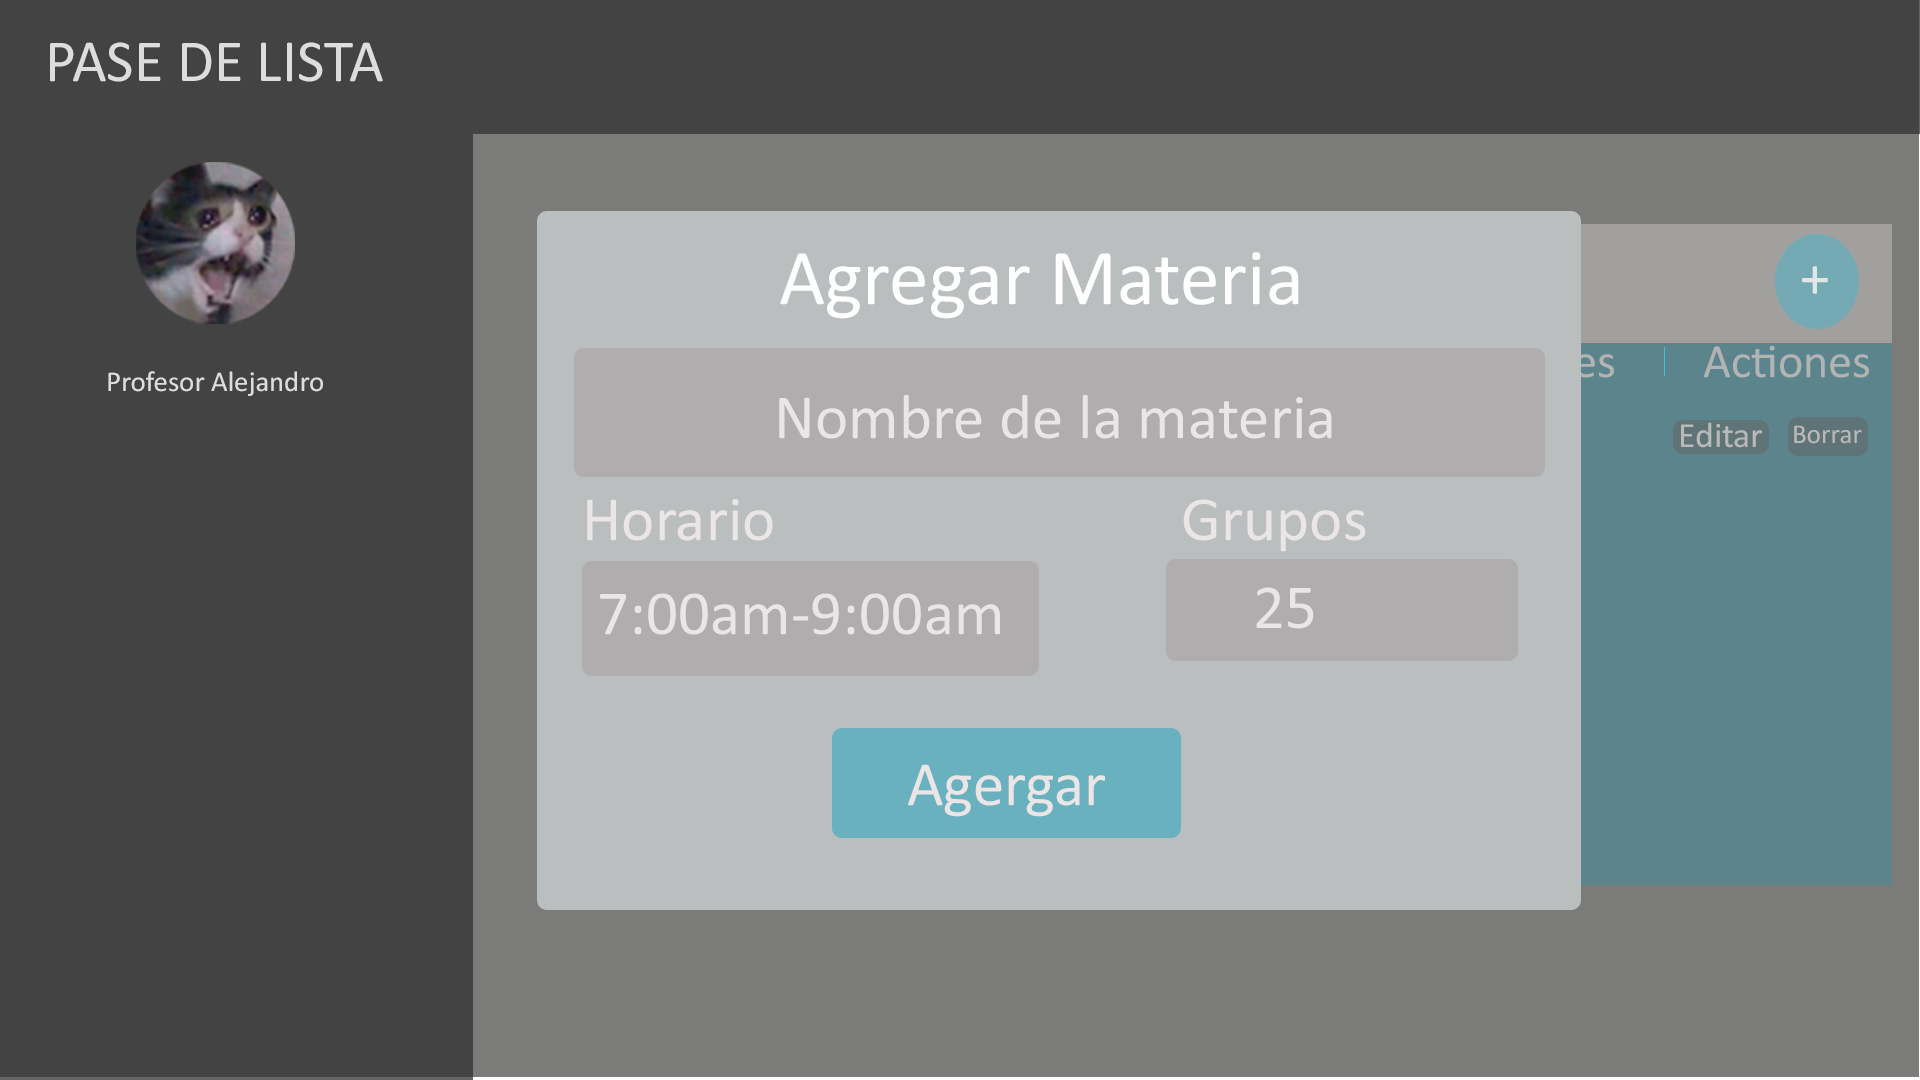 PASE DE LISTA
Profesor Alejandro
Agregar Materia
+
Nombre de la materia
es | Actiones
Editar Borrar
Horario Grupos
7:00am-9:00am 25
Agergar